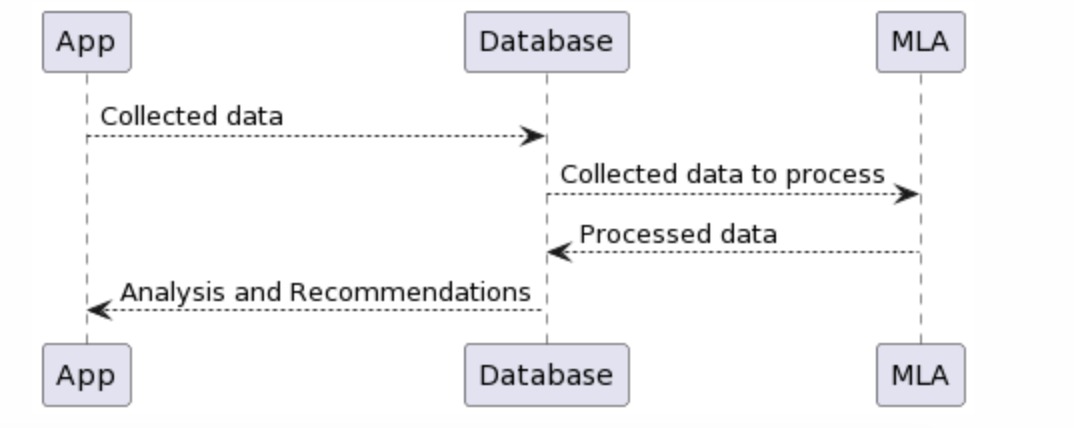 App
Database
MLA
Collected data
Collected data to process
Processed data
Analysis and Recommendations
App
Database
MLA